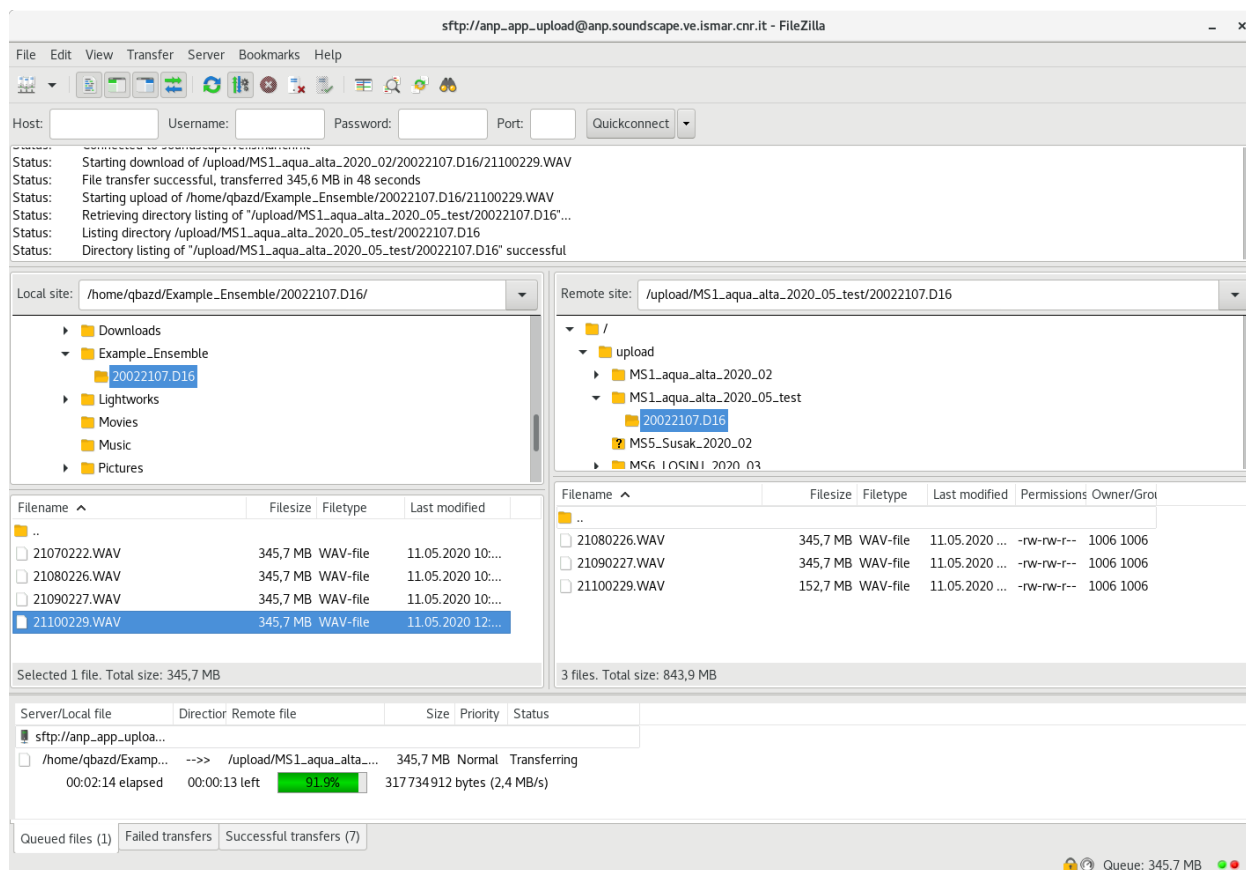 sftp://anp_app_upload@anp.soundscape.ve.ismar.cnr.it - FileZilla
File Edit View Transfer Server Bookmarks Help
Host: Username: Password: Port: Quickconnect
Status: Connected to soundscape.ve.ismar.cnr.it
Status: Starting download of /upload/MS1_aqua_alta_2020_02/20022107.D16/21100229.WAV
Status: File transfer successful, transferred 345,6 MB in 48 seconds
Status: Starting upload of /home/qbazd/Example_Ensemble/20022107.D16/21100229.WAV
Status: Retrieving directory listing of "/upload/MS1_aqua_alta_2020_05_test/20022107.D16"...
Status: Listing directory /upload/MS1_aqua_alta_2020_05_test/20022107.D16
Status: Directory listing of "/upload/MS1_aqua_alta_2020_05_test/20022107.D16" successful
Local site: /home/qbazd/Example_Ensemble/20022107.D16/
Downloads
Example_Ensemble
20022107.D16
Lightworks
Movies
Music
Pictures
Filename Filesize Filetype Last modified
..
21070222.WAV 345,7 MB WAV-file 11.05.2020 10:...
21080226.WAV 345,7 MB WAV-file 11.05.2020 10:...
21090227.WAV 345,7 MB WAV-file 11.05.2020 10:...
21100229.WAV 345,7 MB WAV-file 11.05.2020 12:...
Selected 1 file. Total size: 345,7 MB
Remote site: /upload/MS1_aqua_alta_2020_05_test/20022107.D16
/
upload
MS1_aqua_alta_2020_02
MS1_aqua_alta_2020_05_test
20022107.D16
? MS5_Susak_2020_02
MS6_LOSINJ_2020_03
Filename Filesize Filetype Last modified Permissions Owner/Grou
..
21080226.WAV 345,7 MB WAV-file 11.05.2020 ... -rw-rw-r-- 1006 1006
21090227.WAV 345,7 MB WAV-file 11.05.2020 ... -rw-rw-r-- 1006 1006
21100229.WAV 152,7 MB WAV-file 11.05.2020 ... -rw-rw-r-- 1006 1006
3 files. Total size: 843,9 MB
Server/Local file Direction Remote file Size Priority Status
sftp://anp_app_uploa...
/home/qbazd/Examp... -->> /upload/MS1_aqua_alta_... 345,7 MB Normal Transferring
00:02:14 elapsed 00:00:13 left 91.9% 317 734 912 bytes (2,4 MB/s)
Queued files (1) Failed transfers Successful transfers (7)
Queue: 345,7 MB